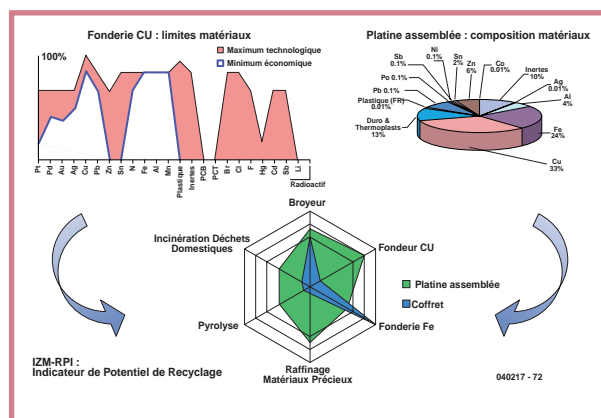 Fonderie CU : limites matériaux
100%
Maximum technologique
Minimum économique
Pt
Pd
Au
Ag
Cu
Pb
Zn
Sn
N
Fe
Al
Mn
Plastique
Inertes
PCB
PCT
Br
Cl
F
Hg
Cd
Sb
Li
Radioactif
Platine assemblée : composition matériaux
Sb
0.1%
Ni
0.1%
Sn
2%
Zn
6%
Co
0.01%
Inertes
10%
Ag
0.01%
Al
4%
Fe
24%
Cu
33%
Duro &
Thermoplasts
13%
Plastique (FR)
0.01%
Pb 0.1%
Po 0.1%
Broyeur
Incinération Déchets
Domestiques
Fondeur CU
Platine assemblée
Coffret
Pyrolyse
Fonderie Fe
Raffinage
Matériaux Précieux
IZM-RPI :
Indicateur de Potentiel de Recyclage
040217 - 72